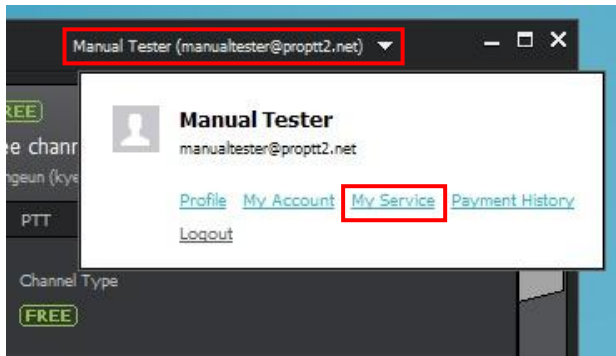 Manual Tester (manualtester@proptt2.net)
REE
Manual Tester
manualtester@proptt2.net
e chann
ngeun (kye
Profile My Account My Service Payment History
PTT
Logout
Channel Type
FREE